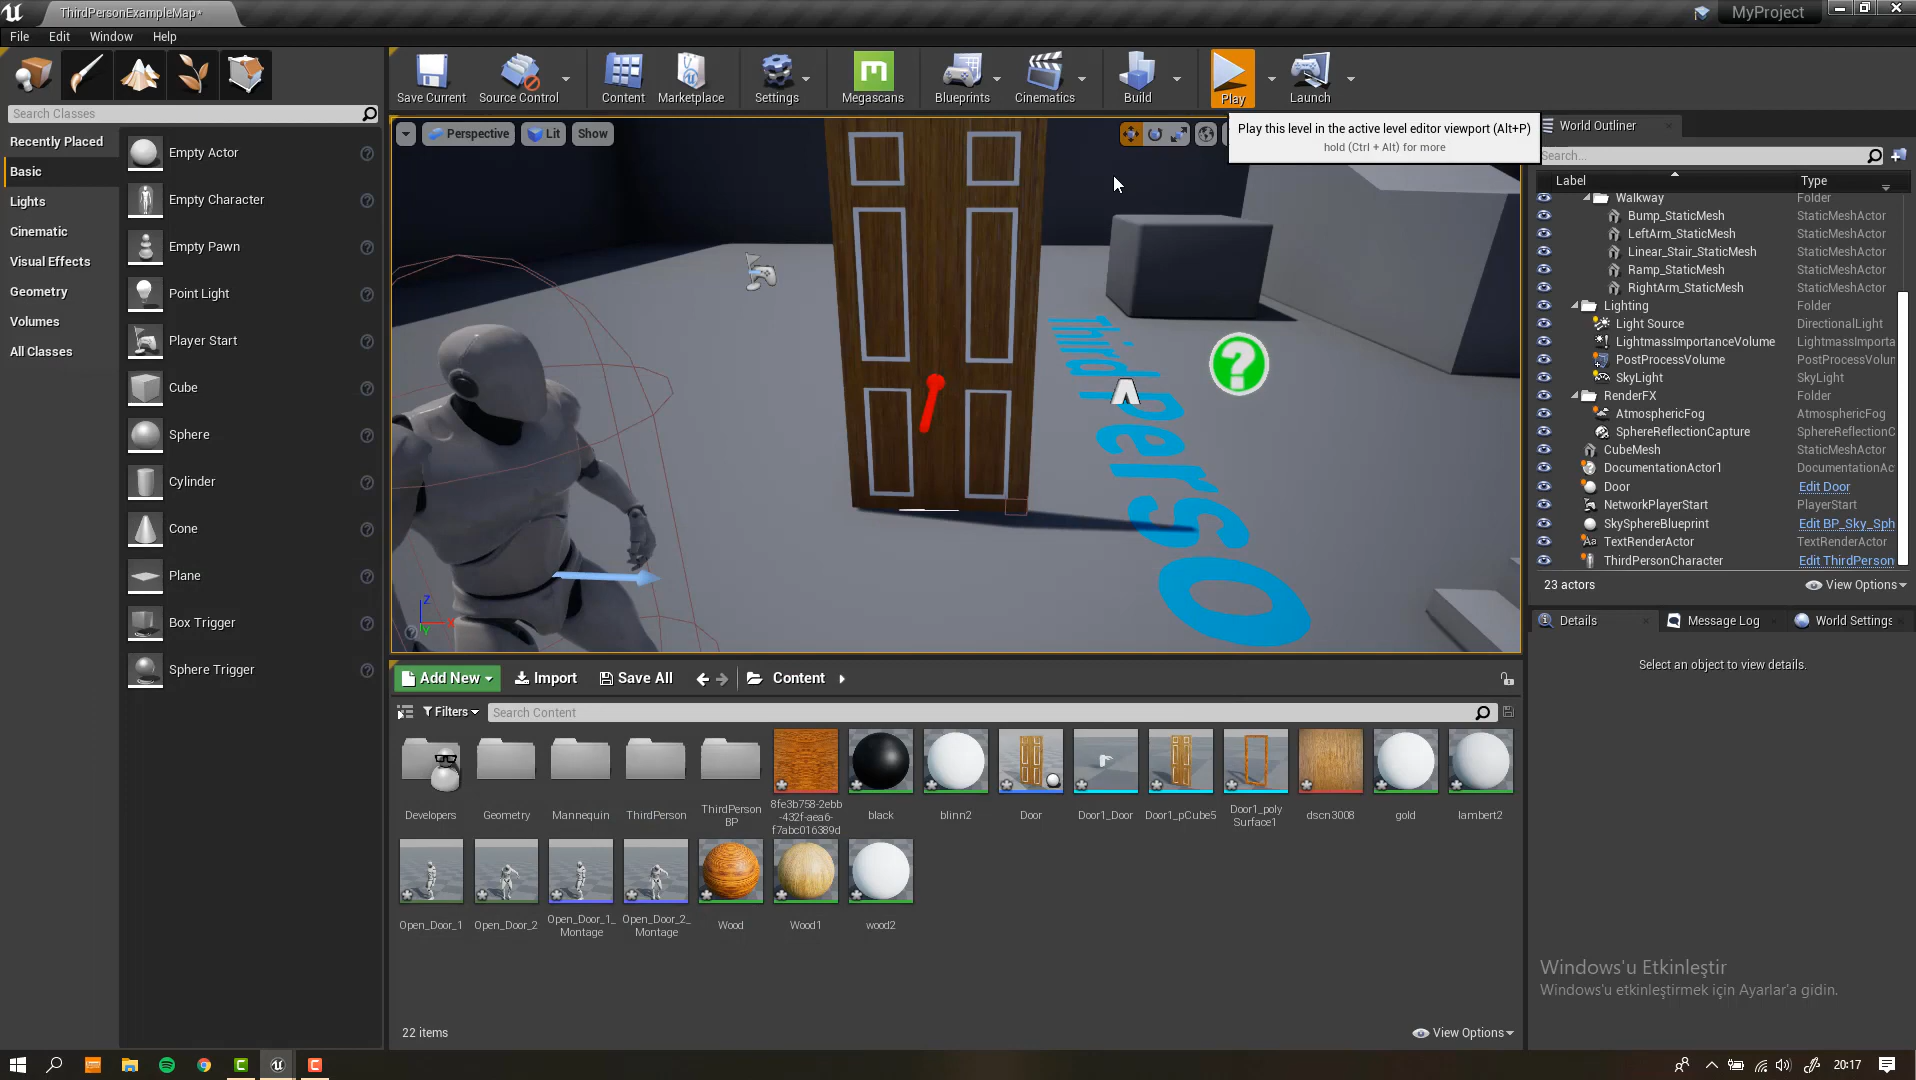 ThirdPersonExampleMap*
MyProject
File
Edit
Window
Help
Search Classes
Recently Placed
Basic
Lights
Cinematic
Visual Effects
Geometry
Volumes
All Classes
Empty Actor
Empty Character
Empty Pawn
Point Light
Player Start
Cube
Sphere
Cylinder
Cone
Plane
Box Trigger
Sphere Trigger
Save Current
Source Control
Content
Marketplace
Settings
Megascans
Blueprints
Cinematics
Build
Play
Launch
Perspective
Lit
Show
Play this level in the active level editor viewport (Alt+P)
hold (Ctrl + Alt) for more
Third Perso
Z
X
Y
World Outliner
Search...
Label
Type
Walkway
Folder
Bump_StaticMesh
StaticMeshActor
LeftArm_StaticMesh
StaticMeshActor
Linear_Stair_StaticMesh
StaticMeshActor
Ramp_StaticMesh
StaticMeshActor
RightArm_StaticMesh
StaticMeshActor
Lighting
Folder
Light Source
DirectionalLight
LightmassImportanceVolume
LightmassImporta
PostProcessVolume
PostProcessVolun
SkyLight
SkyLight
RenderFX
Folder
AtmosphericFog
AtmosphericFog
SphereReflectionCapture
SphereReflectionC
CubeMesh
StaticMeshActor
DocumentationActor1
DocumentationAc
Door
Edit Door
NetworkPlayerStart
PlayerStart
SkySphereBlueprint
Edit BP_Sky_Sph
TextRenderActor
TextRenderActor
ThirdPersonCharacter
Edit ThirdPerson
23 actors
View Options
Details
Message Log
World Settings
Select an object to view details.
Add New
Import
Save All
Content
Filters
Search Content
Developers
Geometry
Mannequin
ThirdPerson
ThirdPerson
BP
8fe3b758-2ebb
-432f-aea6-
f7abc016389d
black
blinn2
Door
Door1_Door
Door1_pCube5
Door1_poly
Surface1
dscn3008
gold
lambert2
Open_Door_1
Open_Door_2
Open_Door_1_
Montage
Open_Door_2_
Montage
Wood
Wood1
wood2
22 items
View Options
Windows'u Etkinleştir
Windows'u etkinleştirmek için Ayarlar'a gidin.
20:17